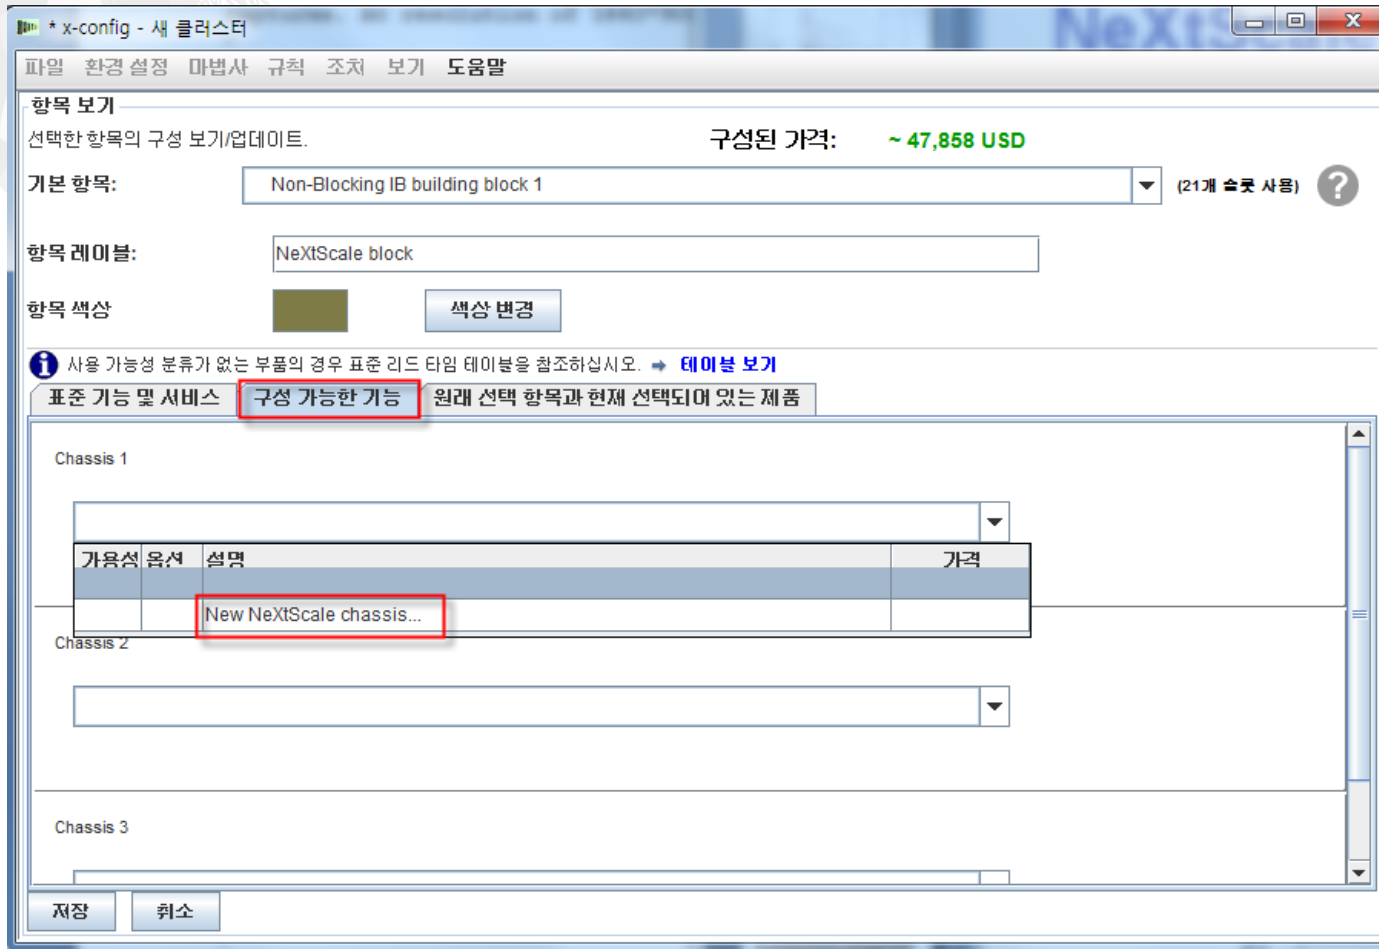 NeXtScale
* x-config - 새 클러스터
파일 환경 설정 마법사 규칙 조치 보기 도움말
항목 보기
선택한 항목의 구성 보기/업데이트. 구성된 가격: ~ 47,858 USD
기본 항목: Non-Blocking IB building block 1 (21개 슬롯 사용) ?
항목 레이블: NeXtScale block
항목 색상 색상 변경
i 사용 가능성 분류가 없는 부품의 경우 표준 리드 타임 테이블을 참조하십시오. ➡ 테이블 보기
표준 기능 및 서비스 구성 가능한 기능 원래 선택 항목과 현재 선택되어 있는 제품
Chassis 1
가용성 옵션 설명 가격
New NeXtScale chassis...
Chassis 2
Chassis 3
저장 취소